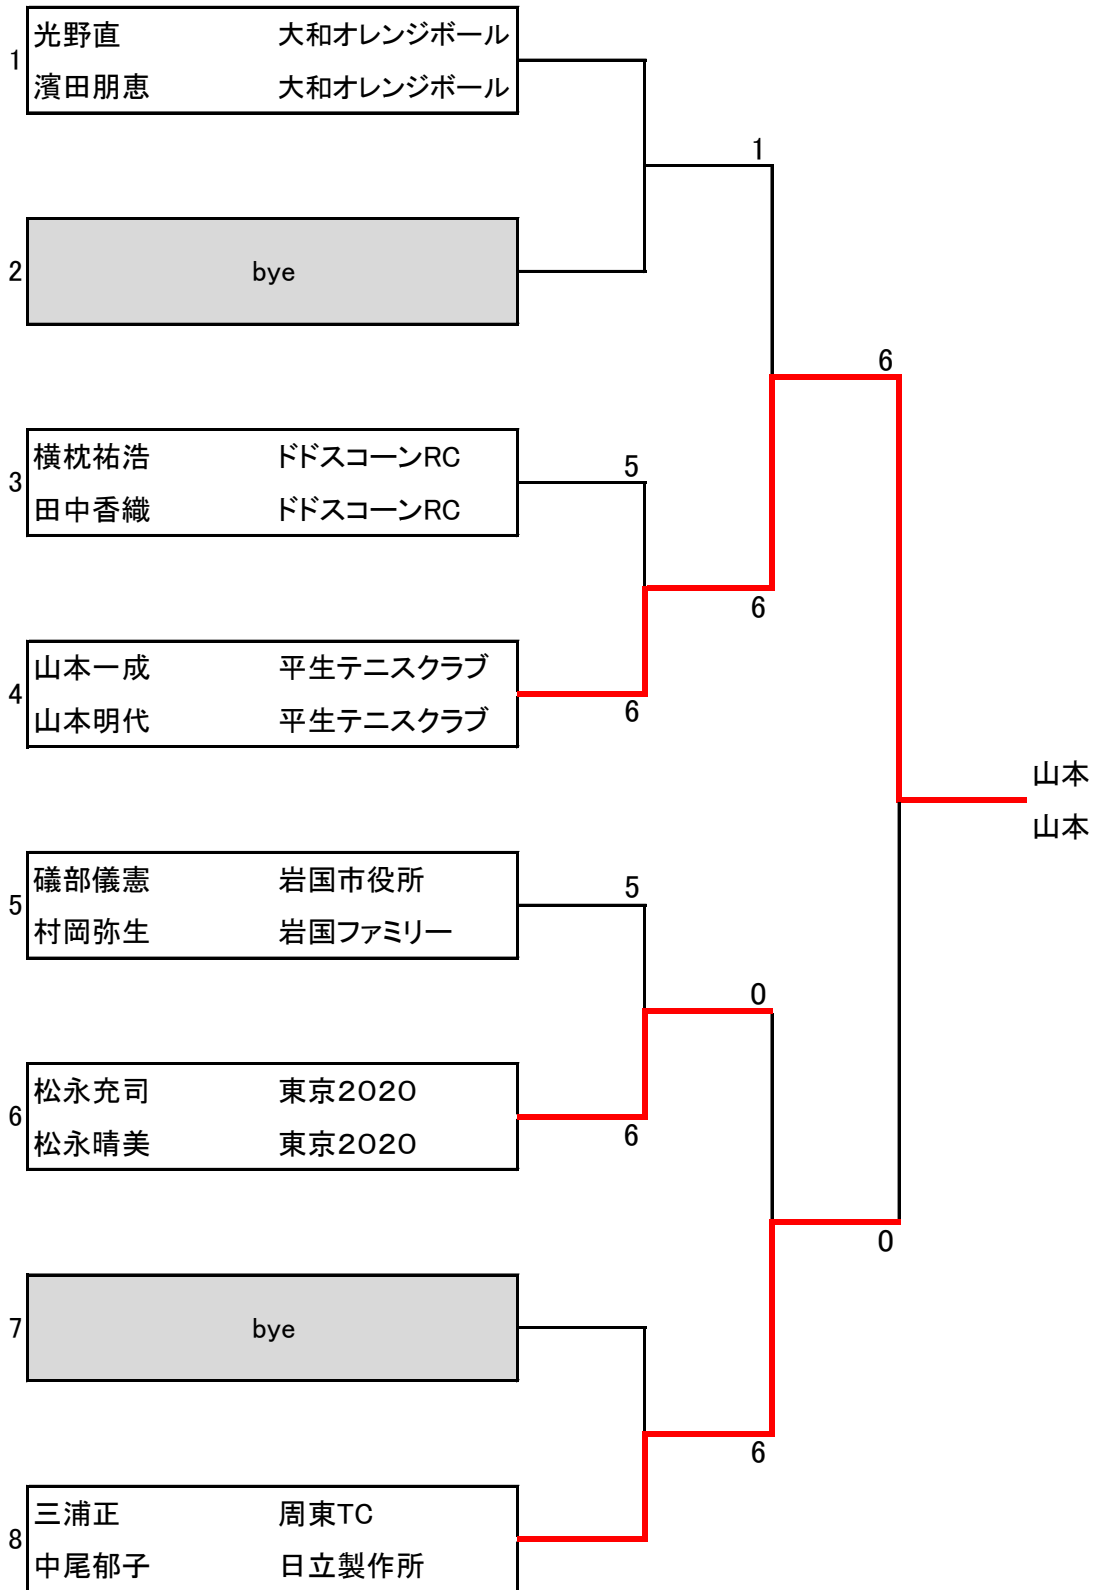 光野直 大和オレンジボール
1
濱田朋恵 大和オレンジボール
1
2 bye
6
横枕祐浩 ドドスコーンRC
3
5
田中香織 ドドスコーンRC
6
山本一成 平生テニスクラブ
4
6
山本明代 平生テニスクラブ
山本
山本
礒部儀憲 岩国市役所
5
5
村岡弥生 岩国ファミリー
0
松永充司 東京2020
6
6
松永晴美 東京2020
0
7 bye
6
三浦正 周東TC
8
中尾郁子 日立製作所